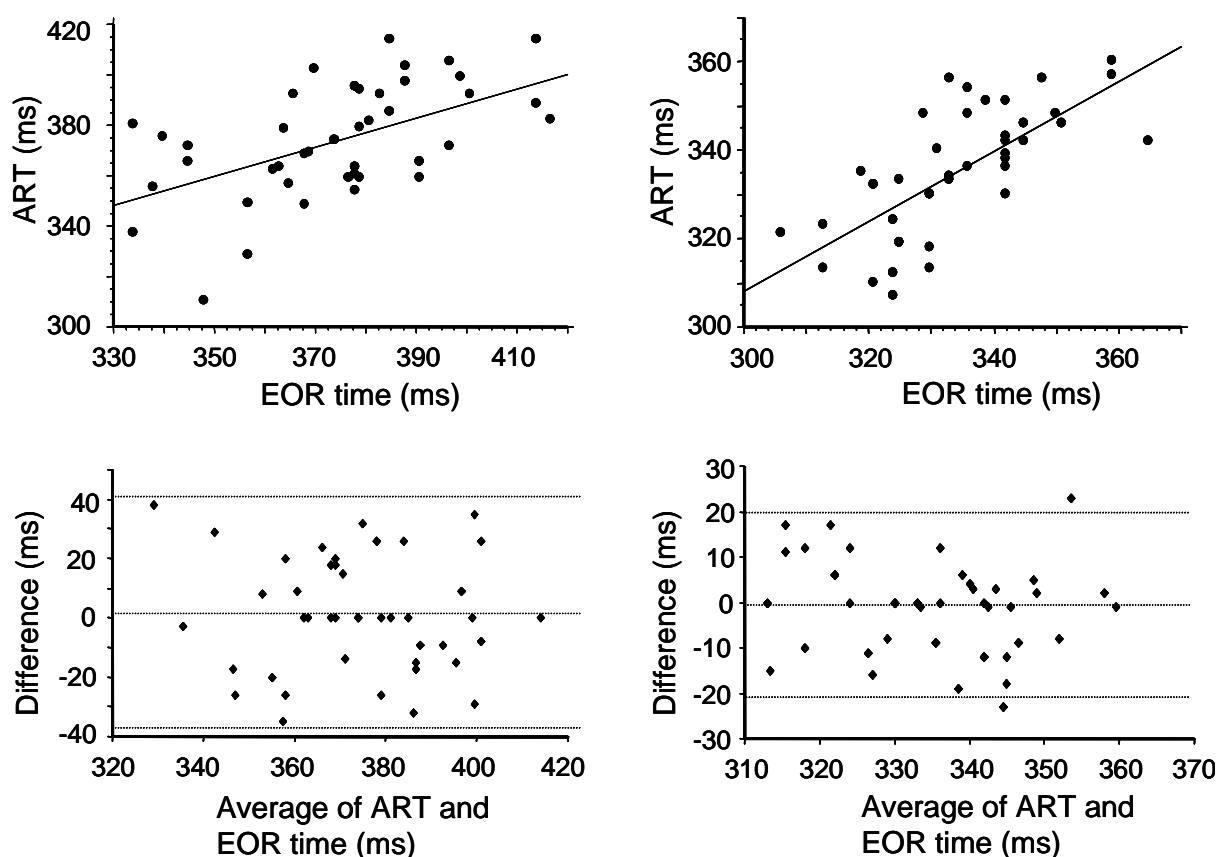 420
380
340
300
ART (ms)
330 350 370 390 410
EOR time (ms)
360
340
320
300
ART (ms)
300 320 340 360
EOR time (ms)
40
20
0
-20
-40
Difference (ms)
320 340 360 380 400 420
Average of ART and
EOR time (ms)
30
20
10
0
-10
-20
-30
Difference (ms)
310 320 330 340 350 360 370
Average of ART and
EOR time (ms)